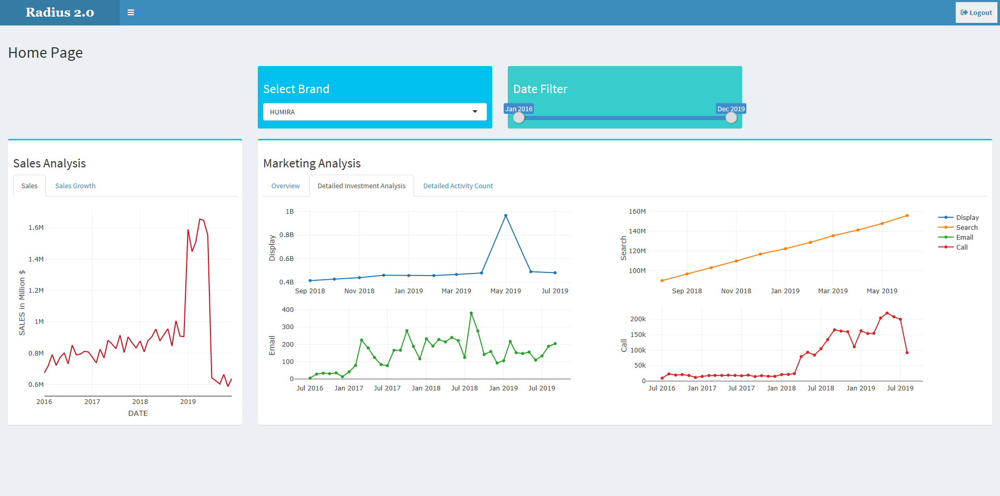 Radius 2.0
Logout
Home Page
Select Brand
HUMIRA
Date Filter
Jan 2016
Dec 2019
Sales Analysis
Sales
Sales Growth
1.6M
1.4M
1.2M
1M
0.8M
0.6M
SALES in Million $
2016 2017 2018 2019
DATE
Marketing Analysis
Overview
Detailed Investment Analysis
Detailed Activity Count
1B
0.8B
0.6B
0.4B
Display
Sep 2018 Nov 2018 Jan 2019 Mar 2019 May 2019 Jul 2019
160M
140M
120M
100M
Search
Sep 2018 Nov 2018 Jan 2019 Mar 2019 May 2019
Display
Search
Email
Call
400
300
200
100
0
Email
Jul 2016 Jan 2017 Jul 2017 Jan 2018 Jul 2018 Jan 2019 Jul 2019
200k
150k
100k
50k
0
Call
Jul 2016 Jan 2017 Jul 2017 Jan 2018 Jul 2018 Jan 2019 Jul 2019